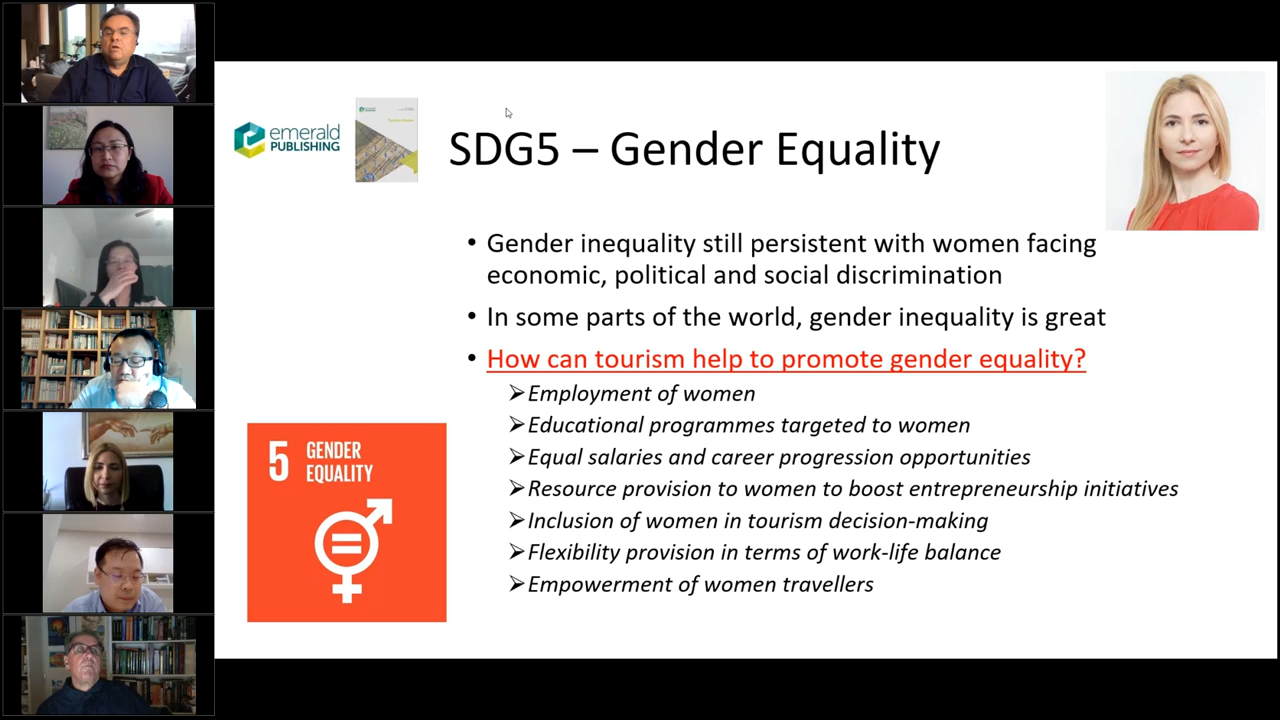 emerald
PUBLISHING
SDG5 – Gender Equality
• Gender inequality still persistent with women facing
economic, political and social discrimination
• In some parts of the world, gender inequality is great
• How can tourism help to promote gender equality?
➢Employment of women
➢Educational programmes targeted to women
➢Equal salaries and career progression opportunities
➢Resource provision to women to boost entrepreneurship initiatives
➢Inclusion of women in tourism decision-making
➢Flexibility provision in terms of work-life balance
➢Empowerment of women travellers
5 GENDER
EQUALITY